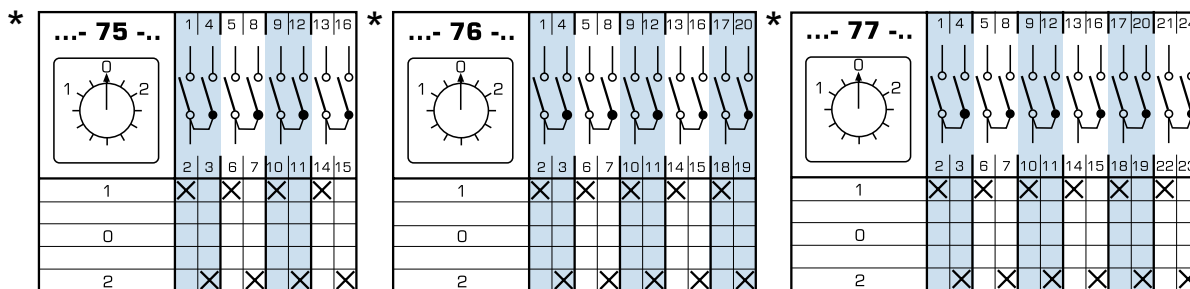 * ...- 75 -.. 1 4 5 8 9 12 13 16
0
1 2
2 3 6 7 10 11 14 15
1 X X X X
0
2 X X X X
* ...- 76 -.. 1 4 5 8 9 12 13 16 17 20
0
1 2
2 3 6 7 10 11 14 15 18 19
1 X X X X X
0
2 X X X X X
* ...- 77 -.. 1 4 5 8 9 12 13 16 17 20 21 24
0
1 2
2 3 6 7 10 11 14 15 18 19 22 23
1 X X X X X X
0
2 X X X X X X